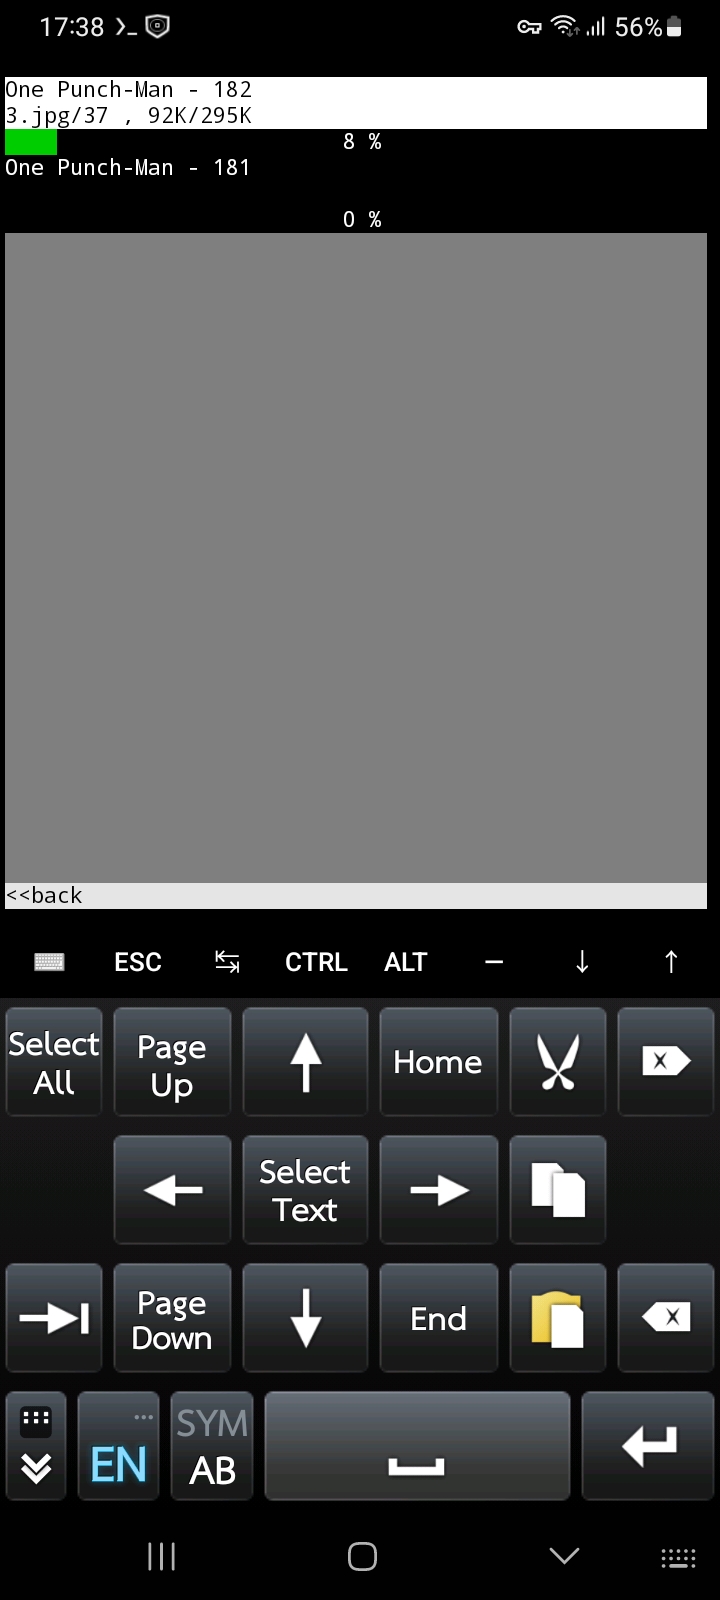 17:38 56%
One Punch-Man - 182
3.jpg/37 , 92K/295K
8 %
One Punch-Man - 181
0 %
<<back
ESC CTRL ALT – ↓ ↑
Select All Page Up Home
Select Text
Page Down End
EN SYM AB